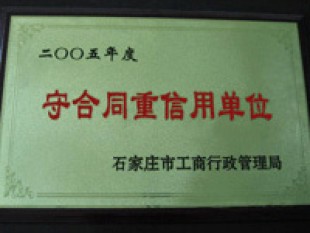 二〇〇五年度
守合同重信用单位
石家庄市工商行政管理局